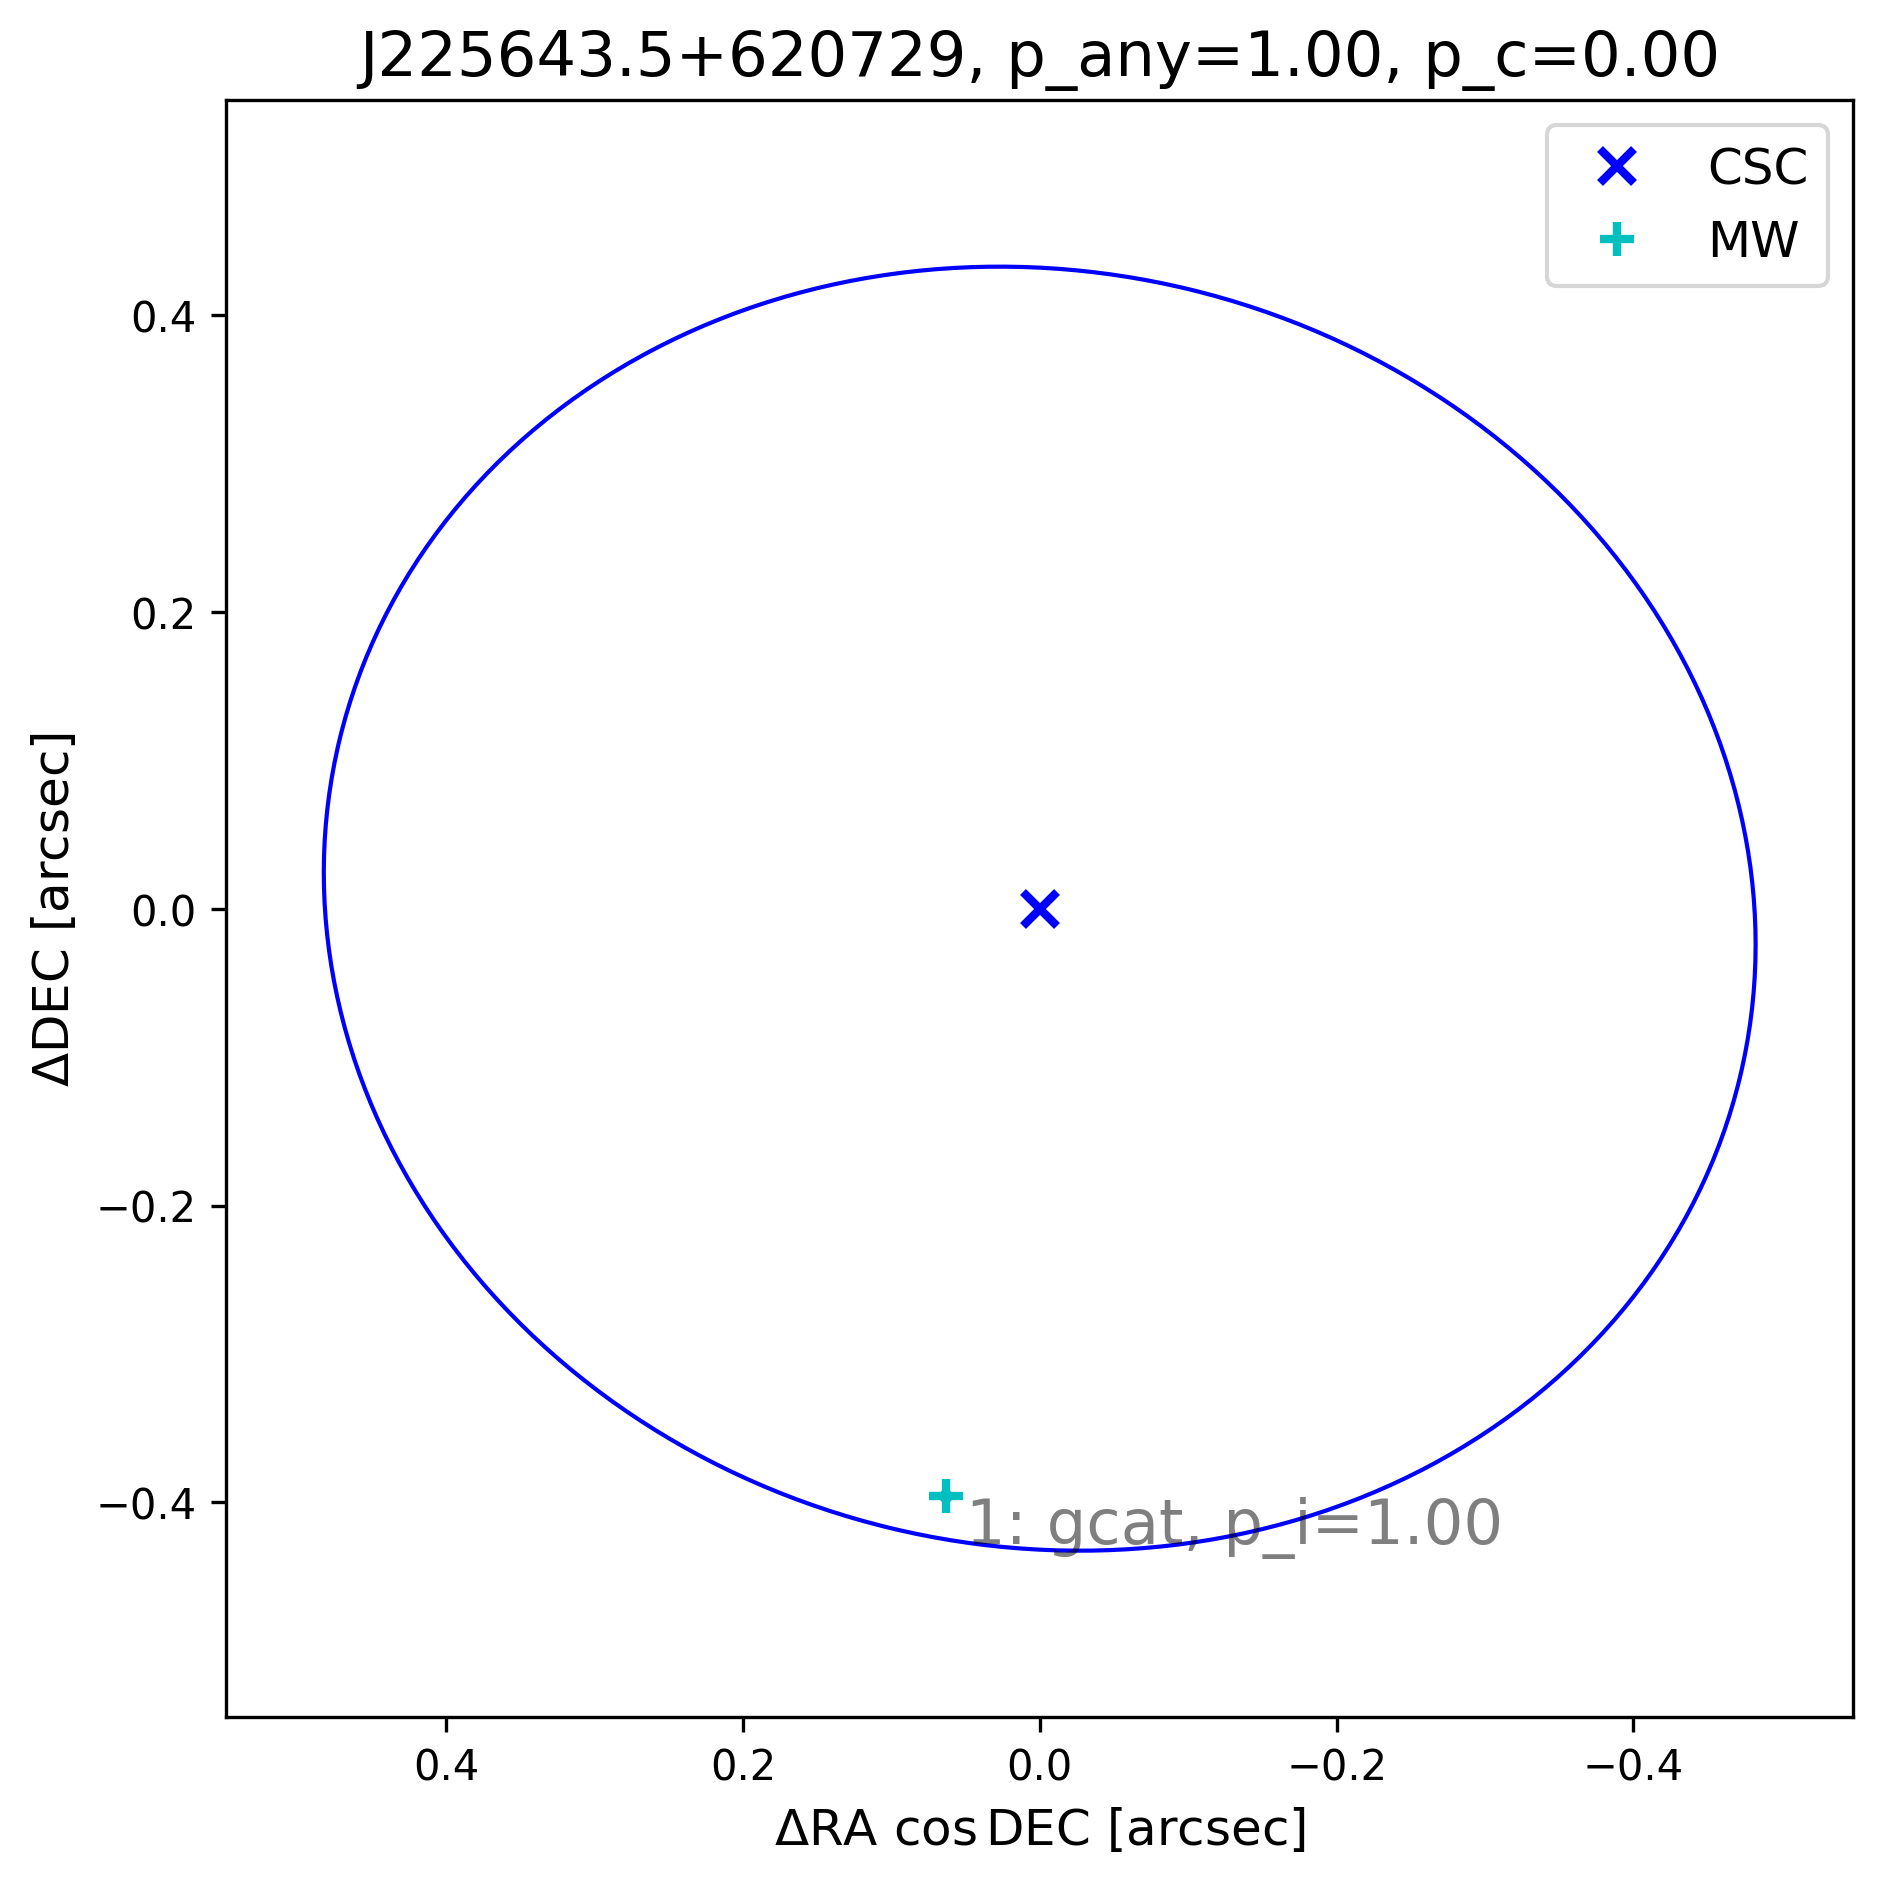 J225643.5+620729, p_any=1.00, p_c=0.00
CSC
MW
0.4
0.2
0.0
−0.2
−0.4
ΔDEC [arcsec]
1: gcat, p_i=1.00
0.4 0.2 0.0 −0.2 −0.4
ΔRA cos DEC [arcsec]